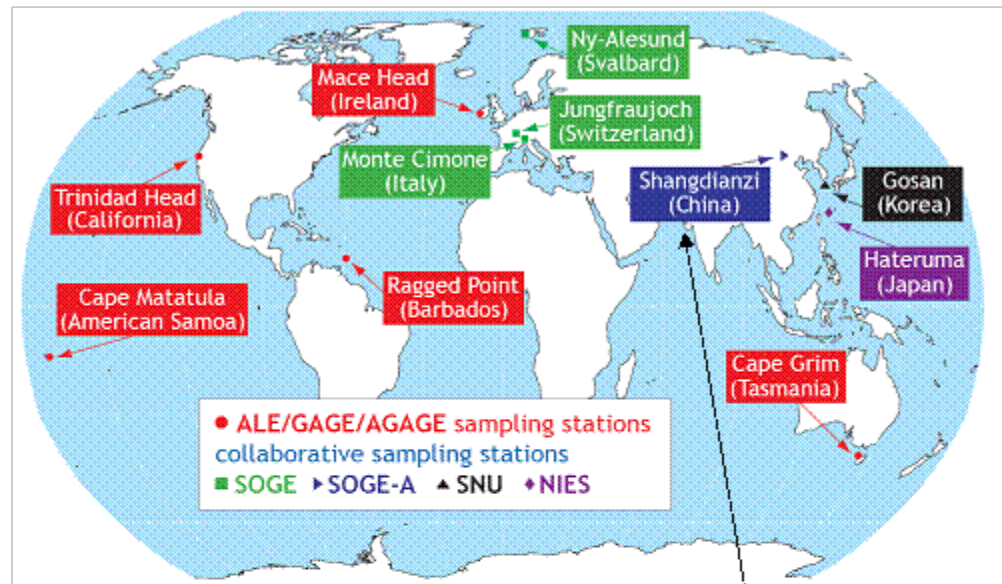 Ny-Alesund
(Svalbard)
Mace Head
(Ireland)
Jungfraujoch
(Switzerland)
Monte Cimone
(Italy)
Trinidad Head
(California)
Shangdianzi
(China)
Gosan
(Korea)
Hateruma
(Japan)
Ragged Point
(Barbados)
Cape Matatula
(American Samoa)
Cape Grim
(Tasmania)
ALE/GAGE/AGAGE sampling stations
collaborative sampling stations
SOGE SOGE-A SNU NIES